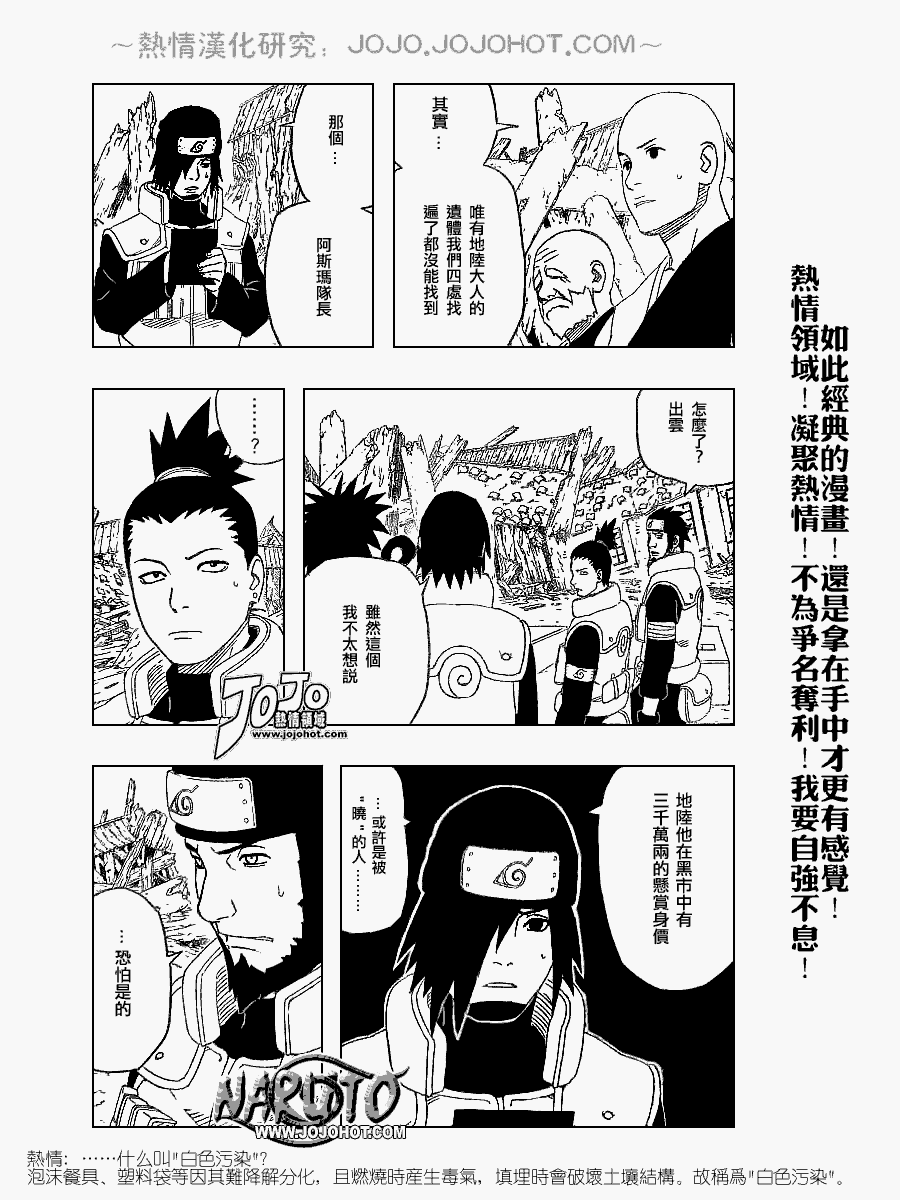 ～熱情漢化研究：JOJO.JOJOHOT.COM～
其實…
唯有地陸大人的
遺體我們四處找
遍了都沒能找到
那個…
阿斯瑪隊長
怎麼了？
出雲
雖然這個
我不太想說
……？
地陸他在黑市中有
三千萬兩的懸賞身價
…或許是被
"曉"的人………
…恐怕是的
如此經典的漫畫！還是拿在手中才更有感覺！
熱情領域！凝聚熱情！不為爭名奪利！我要自強不息！
JOJO
熱情領域
www.jojohot.com
NARUTO
WWW.JOJOHOT.COM
熱情：……什么叫"白色污染"?
泡沫餐具、塑料袋等因其難降解分化，且燃燒時産生毒氣，填埋時會破壞土壤結構。故稱爲"白色污染"。